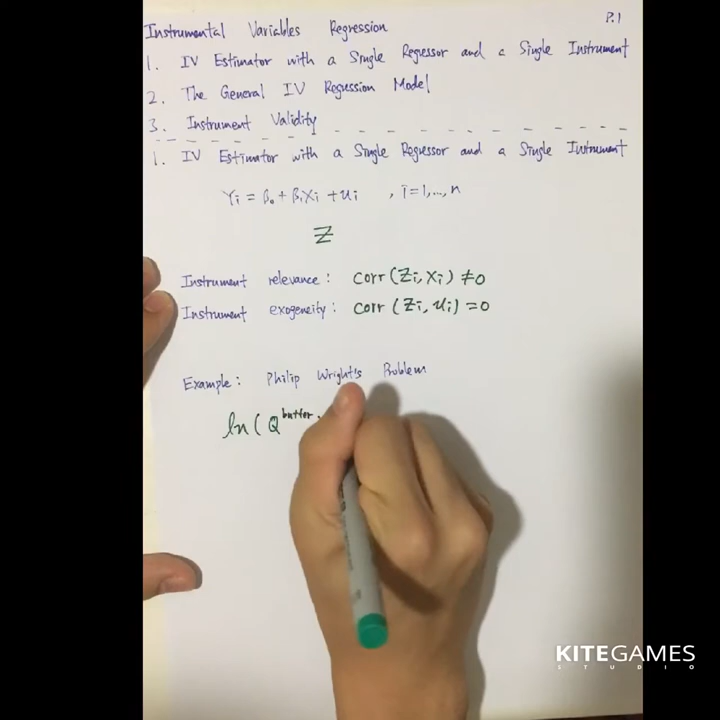 Instrumental Variables Regression P.1
1. IV Estimator with a Single Regressor and a Single Instrument
2. The General IV Regression Model
3. Instrument Validity
1. IV Estimator with a Single Regressor and a Single Instrument
Yi = β0 + β1Xi + ui , i=1,...,n
Z
Instrument relevance: corr(Zi,Xi) ≠0
Instrument exogeneity: corr(Zi,ui) =0
Example: Philip Wright's Problem
ln(Q^butter
KITEGAMES
STUDIO